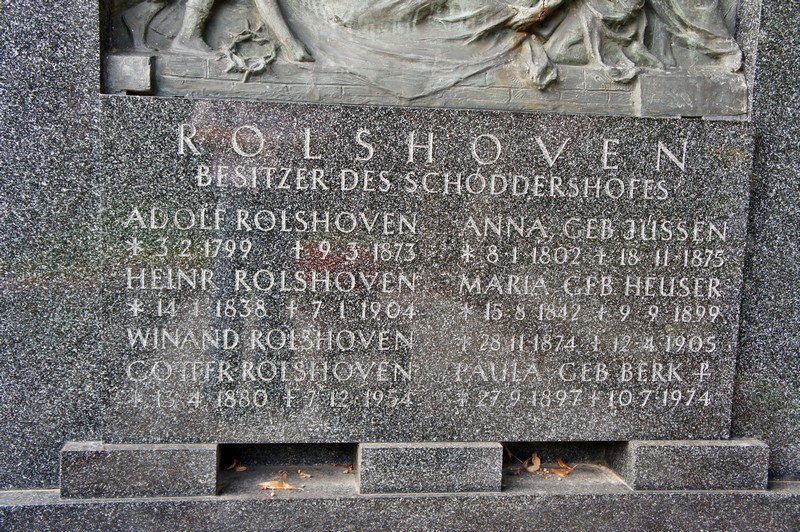 ROLSHOVEN
BESITZER DES SCHÖDDERSHOFES
ADOLF ROLSHOVEN ANNA, GEB JÜSSEN
* 3.2.1799 † 9.3.1873 * 8.1.1802 † 18.11.1875
HEINR ROLSHOVEN MARIA, GEB HEUSER
* 14.1.1838 † 7.1.1904 * 15.8.1842 † 9.9.1899
WINAND ROLSHOVEN * 28.11.1874 † 12.4.1905
GOTTFR ROLSHOVEN PAULA, GEB BERK
* 13.4.1880 † 7.12.1954 * 27.9.1897 † 10.7.1974